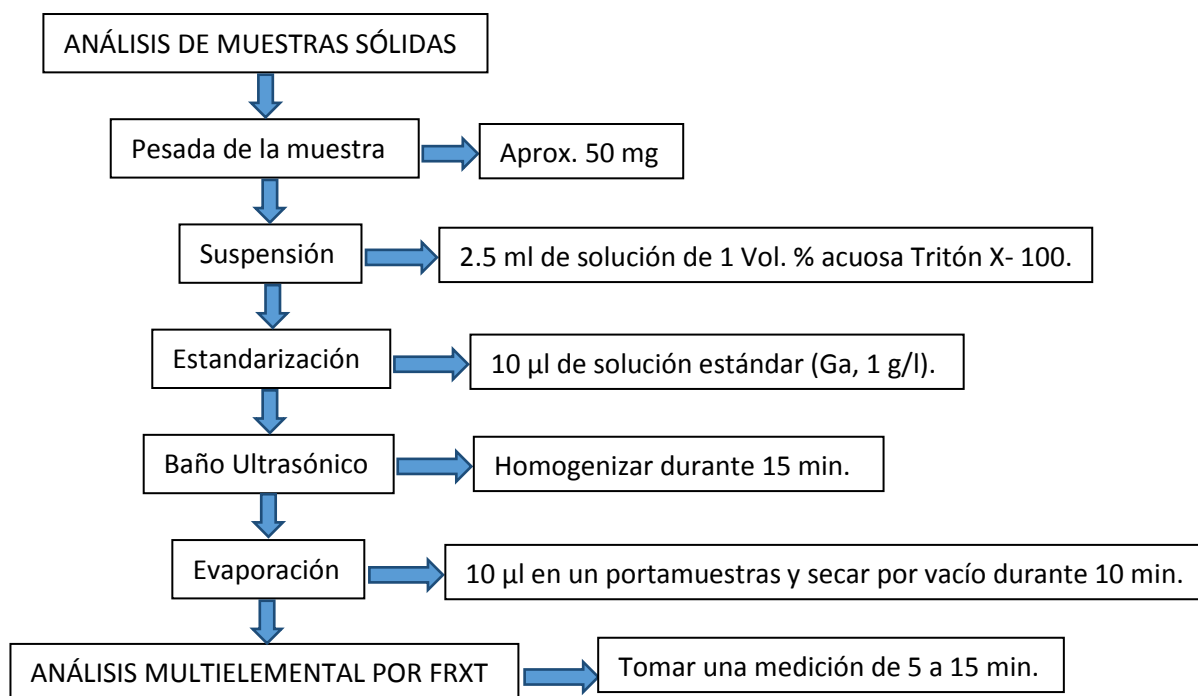 ANÁLISIS DE MUESTRAS SÓLIDAS
Pesada de la muestra
Aprox. 50 mg
Suspensión
2.5 ml de solución de 1 Vol. % acuosa Tritón X- 100.
Estandarización
10 µl de solución estándar (Ga, 1 g/l).
Baño Ultrasónico
Homogenizar durante 15 min.
Evaporación
10 µl en un portamuestras y secar por vacío durante 10 min.
ANÁLISIS MULTIELEMENTAL POR FRXT
Tomar una medición de 5 a 15 min.